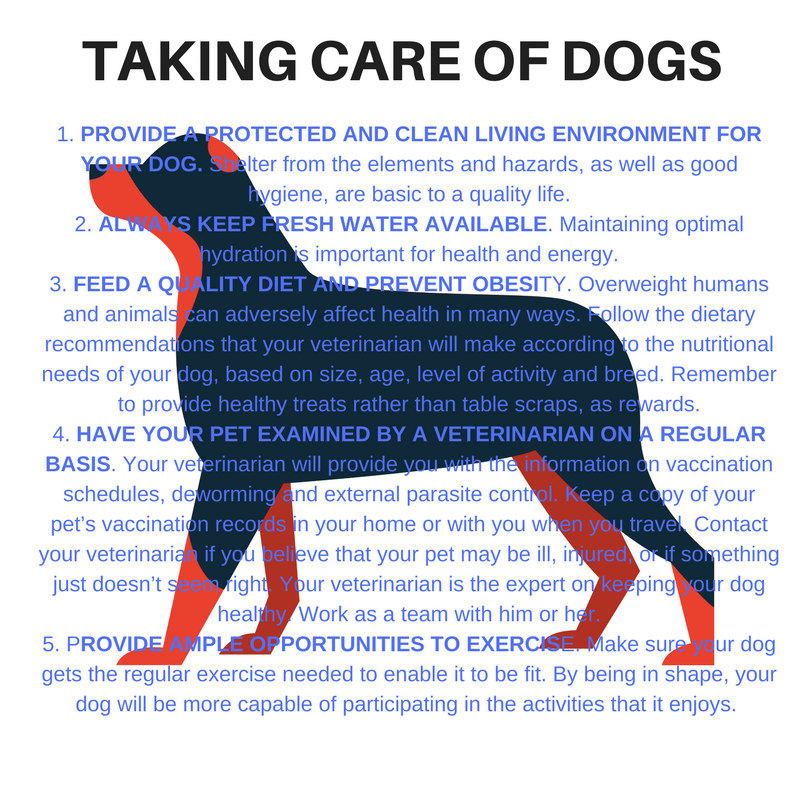 TAKING CARE OF DOGS
1. PROVIDE A PROTECTED AND CLEAN LIVING ENVIRONMENT FOR
YOUR DOG. Shelter from the elements and hazards, as well as good
hygiene, are basic to a quality life.
2. ALWAYS KEEP FRESH WATER AVAILABLE. Maintaining optimal
hydration is important for health and energy.
3. FEED A QUALITY DIET AND PREVENT OBESITY. Overweight humans
and animals can adversely affect health in many ways. Follow the dietary
recommendations that your veterinarian will make according to the nutritional
needs of your dog, based on size, age, level of activity and breed. Remember
to provide healthy treats rather than table scraps, as rewards.
4. HAVE YOUR PET EXAMINED BY A VETERINARIAN ON A REGULAR
BASIS. Your veterinarian will provide you with the information on vaccination
schedules, deworming and external parasite control. Keep a copy of your
pet’s vaccination records in your home or with you when you travel. Contact
your veterinarian if you believe that your pet may be ill, injured, or if something
just doesn’t seem right. Your veterinarian is the expert on keeping your dog
healthy. Work as a team with him or her.
5. PROVIDE AMPLE OPPORTUNITIES TO EXERCISE. Make sure your dog
gets the regular exercise needed to enable it to be fit. By being in shape, your
dog will be more capable of participating in the activities that it enjoys.